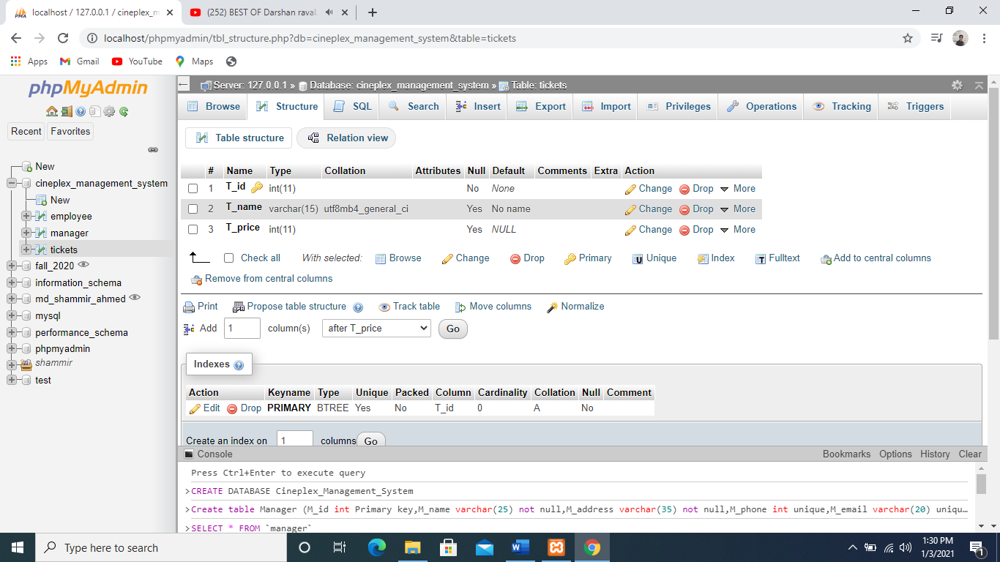 localhost / 127.0.0.1 / cineplex_m
(252) BEST OF Darshan raval
localhost/phpmyadmin/tbl_structure.php?db=cineplex_management_system&table=tickets
Apps Gmail YouTube Maps
phpMyAdmin
Recent Favorites
New
cineplex_management_system
New
employee
manager
tickets
fall_2020
information_schema
md_shammir_ahmed
mysql
performance_schema
phpmyadmin
shammir
test
Server: 127.0.0.1 » Database: cineplex_management_system » Table: tickets
Browse Structure SQL Search Insert Export Import Privileges Operations Tracking Triggers
Table structure Relation view
# Name Type Collation Attributes Null Default Comments Extra Action
1 T_id int(11) No None Change Drop More
2 T_name varchar(15) utf8mb4_general_ci Yes No name Change Drop More
3 T_price int(11) Yes NULL Change Drop More
Check all With selected: Browse Change Drop Primary Unique Index Fulltext Add to central columns
Remove from central columns
Print Propose table structure Track table Move columns Normalize
Add 1 column(s) after T_price Go
Indexes
Action Keyname Type Unique Packed Column Cardinality Collation Null Comment
Edit Drop PRIMARY BTREE Yes No T_id 0 A No
Create an index on 1 columns Go
Console Bookmarks Options History Clear
Press Ctrl+Enter to execute query
>CREATE DATABASE Cineplex_Management_System
>Create table Manager (M_id int Primary key,M_name varchar(25) not null,M_address varchar(35) not null,M_phone int unique,M_email varchar(20) uniqu…
>SELECT * FROM `manager`
Type here to search
1:30 PM
1/3/2021
1